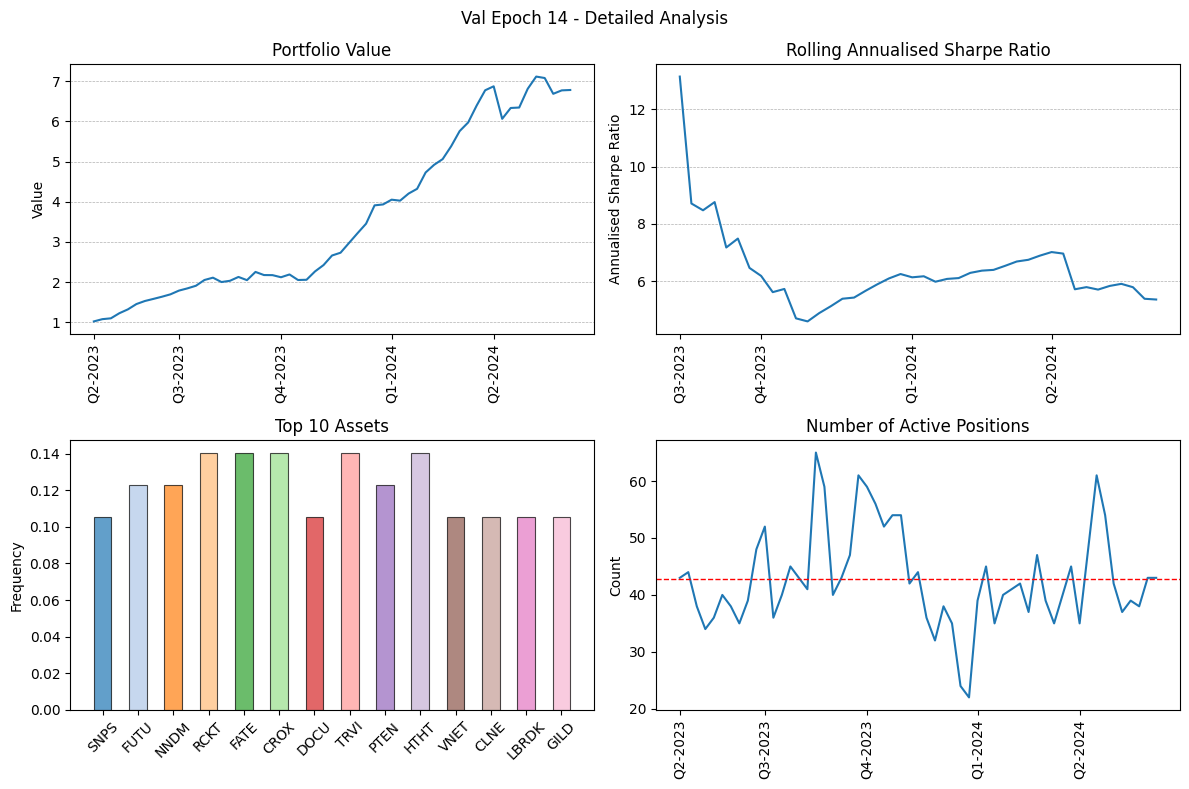 Val Epoch 14 - Detailed Analysis
Portfolio Value
Value
7
6
5
4
3
2
1
Q2-2023
Q3-2023
Q4-2023
Q1-2024
Q2-2024
Rolling Annualised Sharpe Ratio
Annualised Sharpe Ratio
12
10
8
6
Q3-2023
Q4-2023
Q1-2024
Q2-2024
Top 10 Assets
Frequency
0.14
0.12
0.10
0.08
0.06
0.04
0.02
0.00
SNPS
FUTU
NNDM
RCKT
FATE
CROX
DOCU
TRVI
PTEN
HTHT
VNET
CLNE
LBRDK
GILD
Number of Active Positions
Count
60
50
40
30
20
Q2-2023
Q3-2023
Q4-2023
Q1-2024
Q2-2024